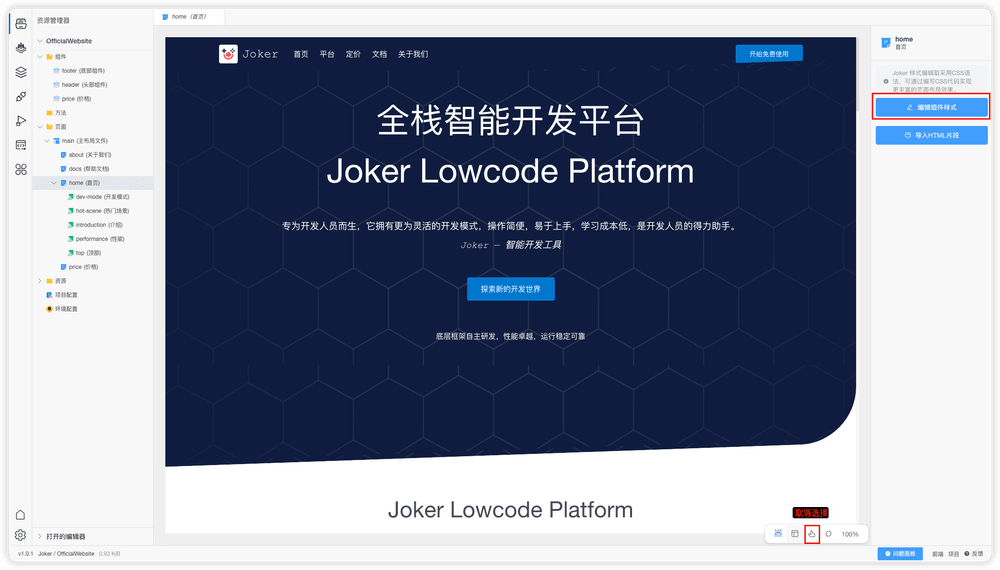 资源管理器
home (首页)
OfficialWebsite
组件
footer (底部组件)
header (头部组件)
price (价格)
方法
页面
main (主布局文件)
about (关于我们)
docs (帮助文档)
home (首页)
dev-mode (开发模式)
hot-scene (热门场景)
introduction (介绍)
performance (性能)
top (顶部)
price (价格)
资源
项目配置
环境配置
打开的编辑器
Joker
首页
平台
定价
文档
关于我们
开始免费使用
全栈智能开发平台
Joker Lowcode Platform
专为开发人员而生，它拥有更为灵活的开发模式，操作简便，易于上手，学习成本低，是开发人员的得力助手。
Joker — 智能开发工具
探索新的开发世界
底层框架自主研发，性能卓越，运行稳定可靠
Joker Lowcode Platform
取消选择
100%
home
首页
Joker 样式编辑器采用CSS语
法，可通过编写CSS代码实现
更丰富的页面布局效果。
编辑组件样式
导入HTML片段
v1.0.1
Joker / OfficialWebsite
0.93 KiB
问题面板
前端
项目
反馈